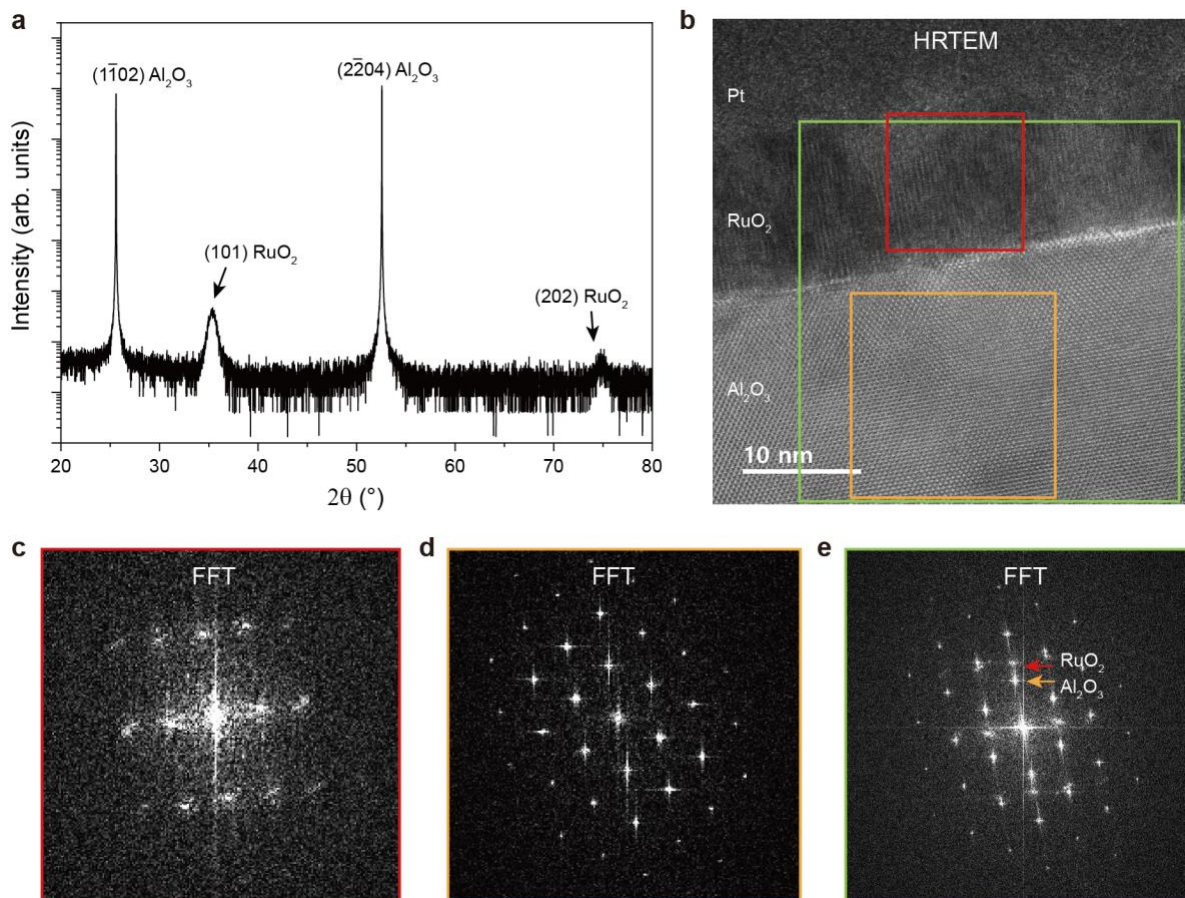 a
(11̅02) Al₂O₃
(22̅04) Al₂O₃
(101) RuO₂
(202) RuO₂
Intensity (arb. units)
20 30 40 50 60 70 80
2θ (°)
b
HRTEM
Pt
RuO₂
Al₂O₃
10 nm
c
FFT
d
FFT
e
FFT
RuO₂
Al₂O₃